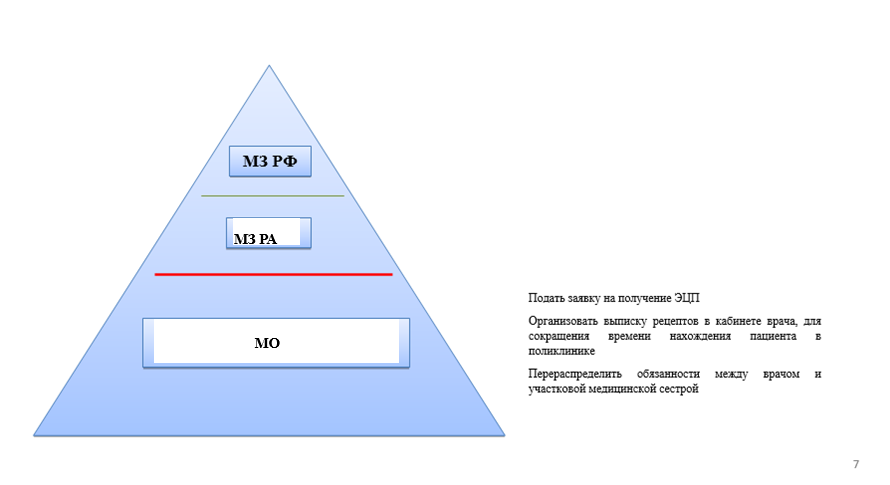 МЗ РФ
МЗ РА
МО
Подать заявку на получение ЭЦП
Организовать выписку рецептов в кабинете врача, для
сокращения времени нахождения пациента в
поликлинике
Перераспределить обязанности между врачом и
участковой медицинской сестрой
7